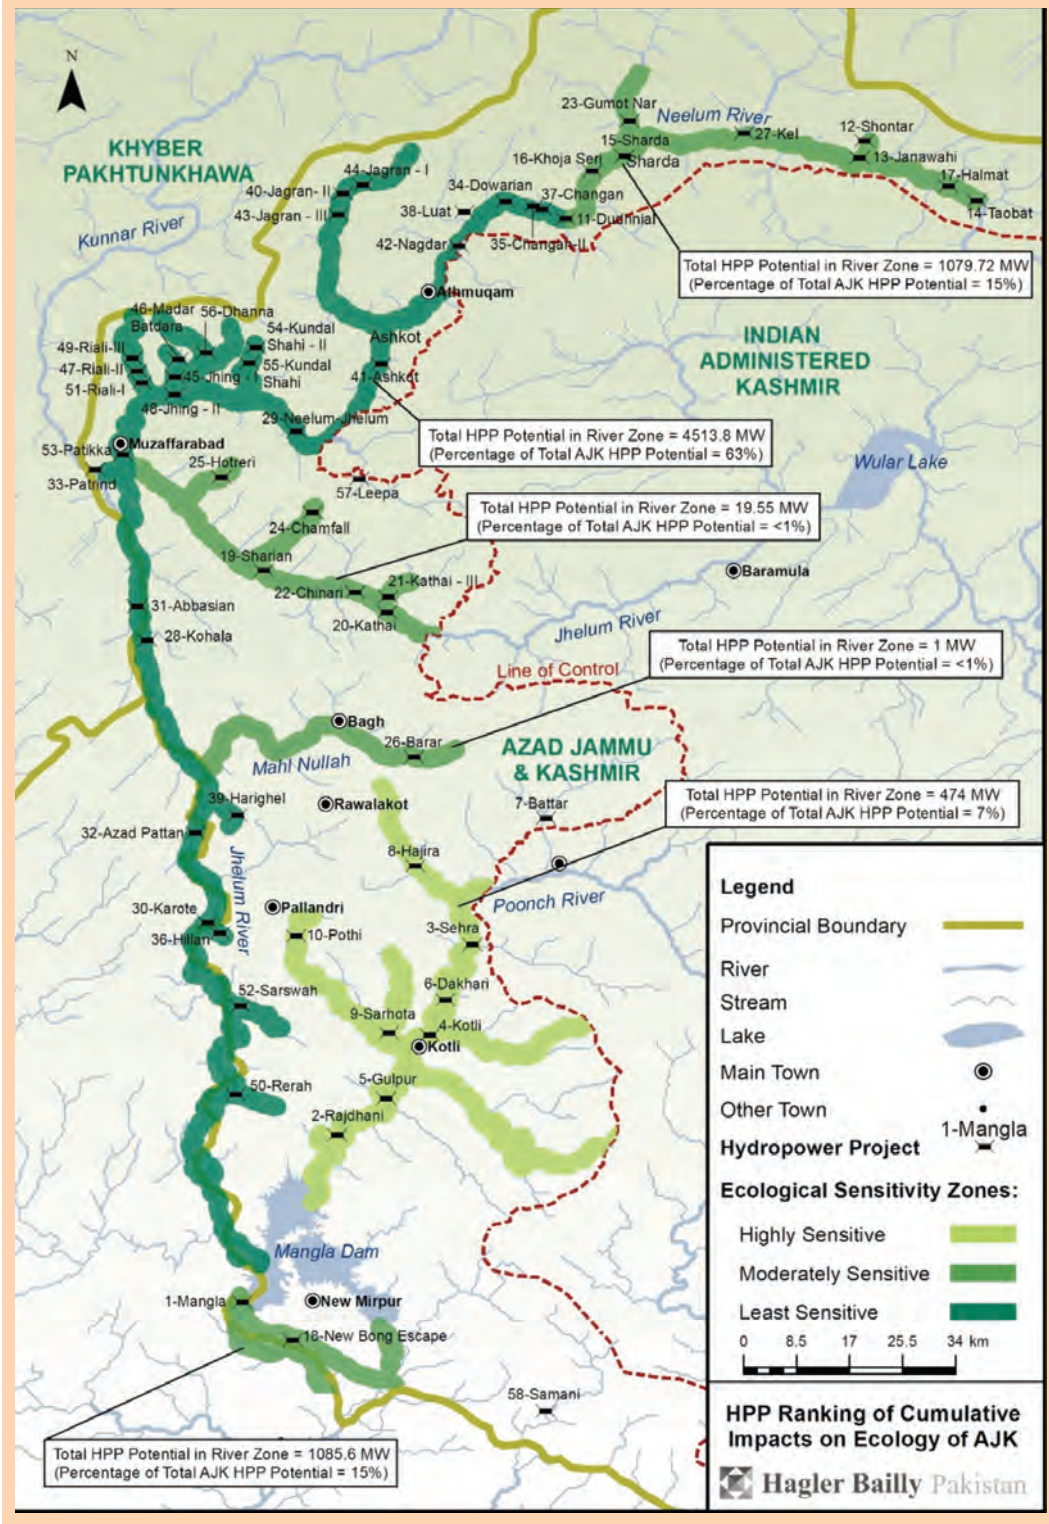 N
KHYBER
PAKHTUNKHAWA
Kunnar River
23-Gumot Nar
Neelum River
15-Sharda
Sharda
16-Khoja Seri
27-Kel
12-Shontar
13-Janawahi
17-Halmat
14-Taobat
44-Jagran - I
40-Jagran- II
43-Jagran - III
34-Dowarian
37-Changan
38-Luat
11-Dudhnial
35-Changan-II
42-Nagdar
Athmuqam
Total HPP Potential in River Zone = 1079.72 MW
(Percentage of Total AJK HPP Potential = 15%)
INDIAN
ADMINISTERED
KASHMIR
46-Madar
Batdara
56-Dhanna
54-Kundal
Shahi - II
49-Riali-III
47-Riali-II
51-Riali-I
45-Jhing - I
55-Kundal
Shahi
48-Jhing - II
Ashkot
41-Ashkot
29-Neelum-Jhelum
Total HPP Potential in River Zone = 4513.8 MW
(Percentage of Total AJK HPP Potential = 63%)
Muzaffarabad
53-Patikka
33-Patrind
25-Hotreri
57-Leepa
Wular Lake
Total HPP Potential in River Zone = 19.55 MW
(Percentage of Total AJK HPP Potential = <1%)
24-Chamfall
19-Sharian
22-Chinari
21-Kathai - III
20-Kathai
Baramula
31-Abbasian
28-Kohala
Jhelum River
Total HPP Potential in River Zone = 1 MW
(Percentage of Total AJK HPP Potential = <1%)
Line of Control
Bagh
26-Barar
Mahl Nullah
AZAD JAMMU
& KASHMIR
39-Harighel
Rawalakot
7-Battar
Total HPP Potential in River Zone = 474 MW
(Percentage of Total AJK HPP Potential = 7%)
32-Azad Pattan
8-Hajira
Jhelum River
Poonch River
30-Karote
36-Hillan
Pallandri
10-Pothi
3-Sehra
52-Sarswah
6-Dakhari
9-Sarhota
4-Kotli
Kotli
50-Rerah
5-Gulpur
2-Rajdhani
Mangla Dam
1-Mangla
New Mirpur
18-New Bong Escape
58-Samani
Total HPP Potential in River Zone = 1085.6 MW
(Percentage of Total AJK HPP Potential = 15%)
Legend
Provincial Boundary
River
Stream
Lake
Main Town
Other Town
1-Mangla
Hydropower Project
Ecological Sensitivity Zones:
Highly Sensitive
Moderately Sensitive
Least Sensitive
0 8.5 17 25.5 34 km
HPP Ranking of Cumulative
Impacts on Ecology of AJK
Hagler Bailly Pakistan